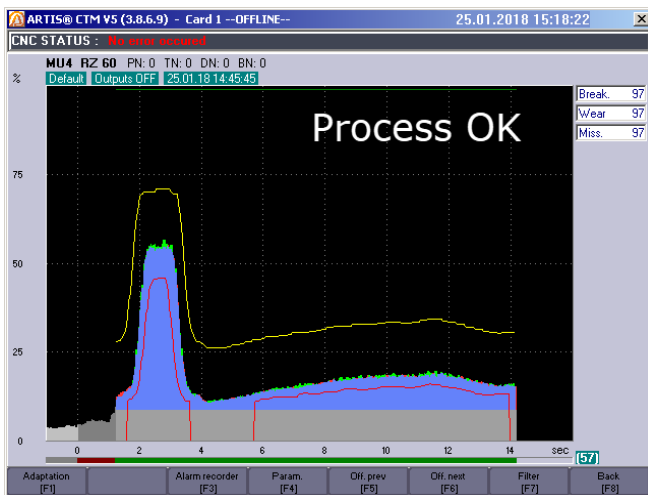 ARTIS® CTM V5 (3.8.6.9) - Card 1 --OFFLINE-- 25.01.2018 15:18:22 X
CNC STATUS : No error occured
MU4 RZ 60 PN: 0 TN: 0 DN: 0 BN: 0
% Default Outputs OFF 25.01.18 14:45:45
Process OK
Break. 97
Wear 97
Miss. 97
75
50
25
0
0 2 4 6 8 10 12 14 sec
(57)
Adaptation Alarm recorder Param. Off. prev Off. next Filter Back
[F1] [F3] [F4] [F5] [F6] [F7] [F8]